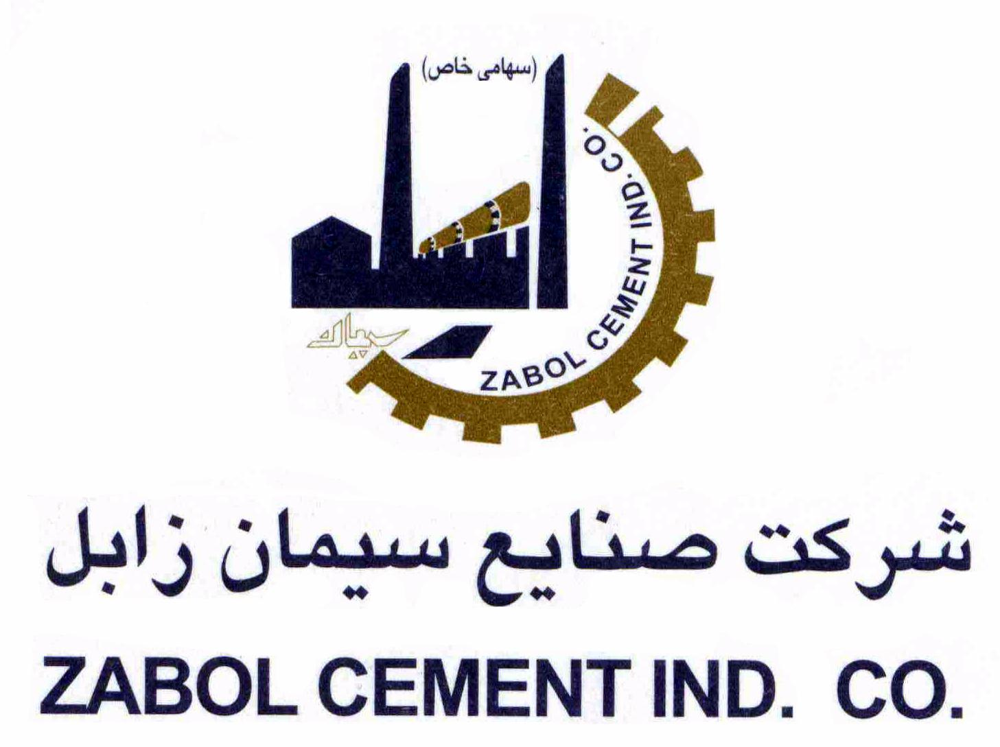 (سهامی خاص)
ZABOL CEMENT IND. CO.
شرکت صنایع سیمان زابل
ZABOL CEMENT IND. CO.